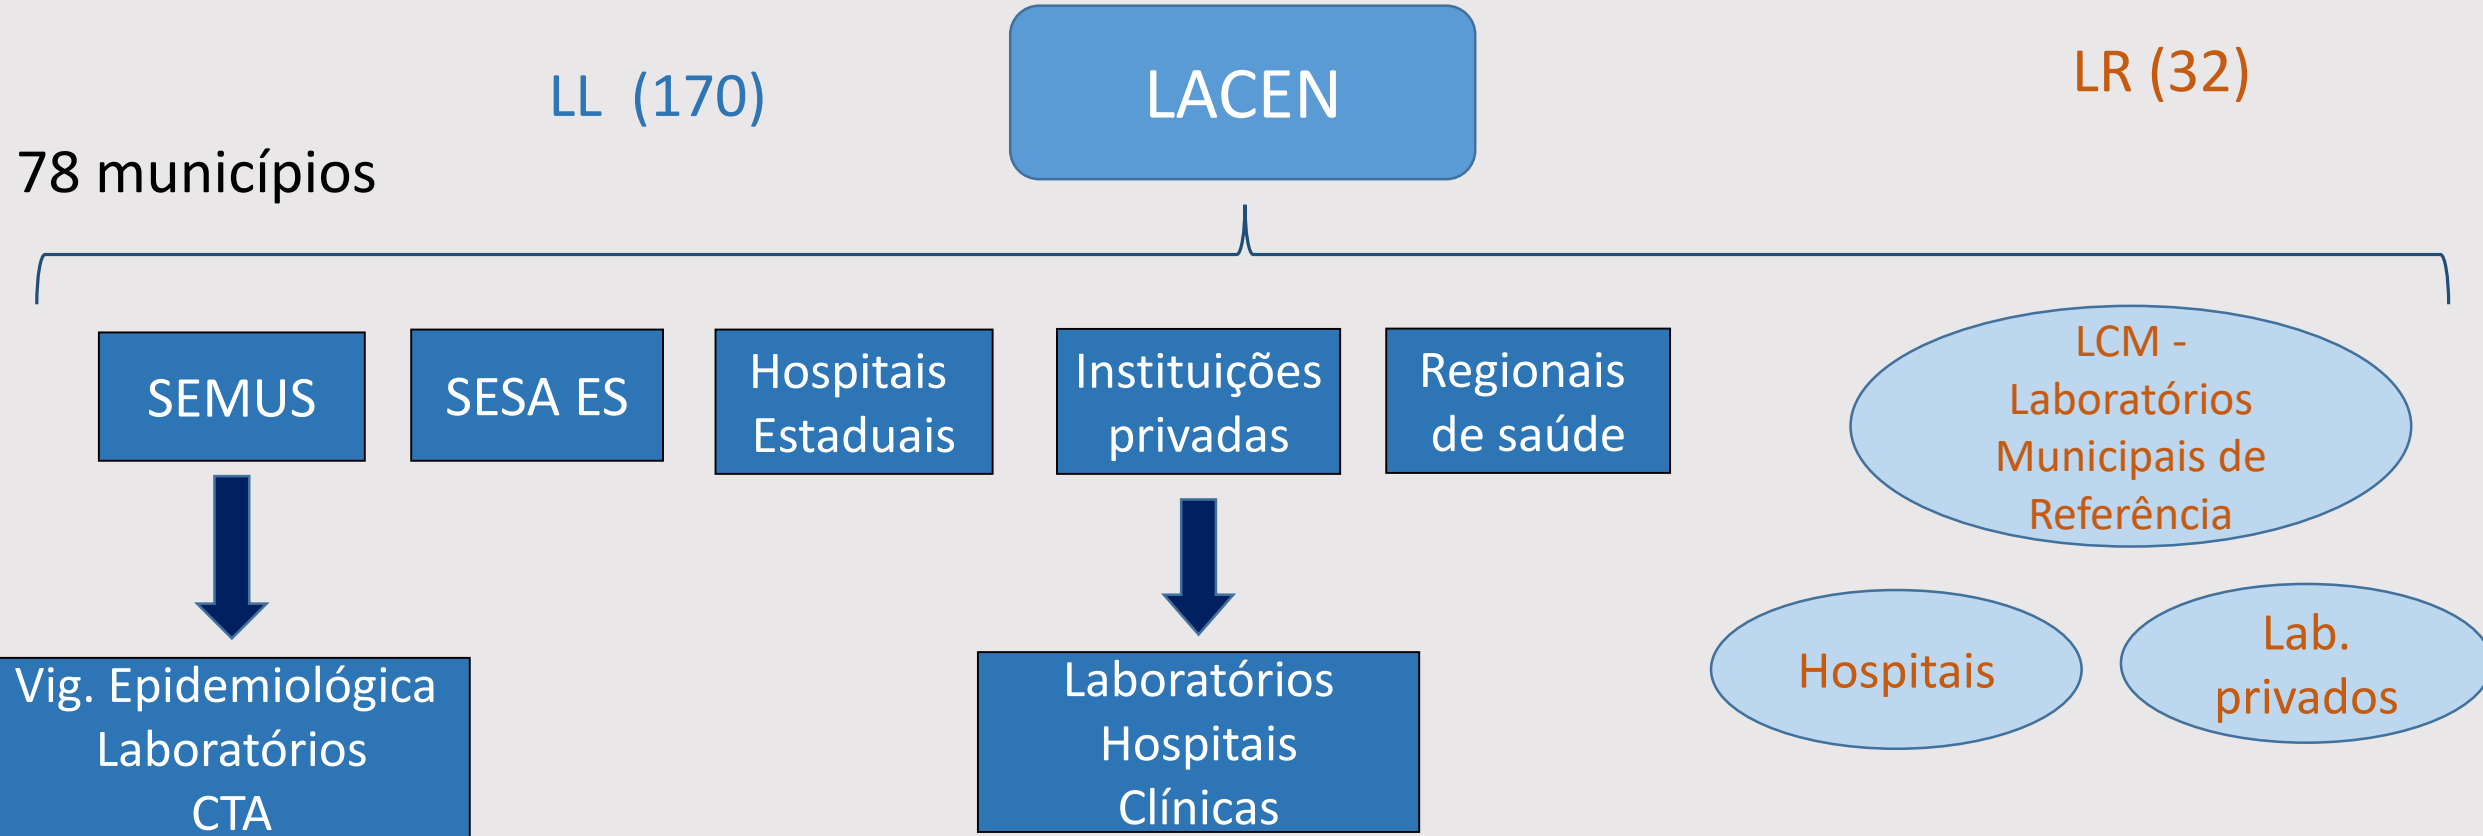 LACEN
LL (170)
LR (32)
78 municípios
SEMUS
SESA ES
Hospitais
Estaduais
Instituições
privadas
Regionais
de saúde
LCM -
Laboratórios
Municipais de
Referência
Vig. Epidemiológica
Laboratórios
CTA
Laboratórios
Hospitais
Clínicas
Hospitais
Lab.
privados